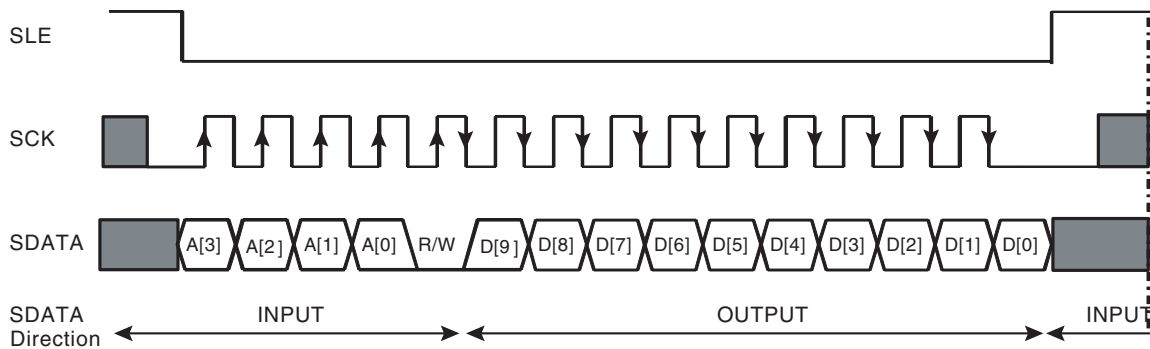 SLE
SCK
SDATA A[3] A[2] A[1] A[0] R/W D[9] D[8] D[7] D[6] D[5] D[4] D[3] D[2] D[1] D[0]
SDATA
Direction
INPUT OUTPUT INPUT